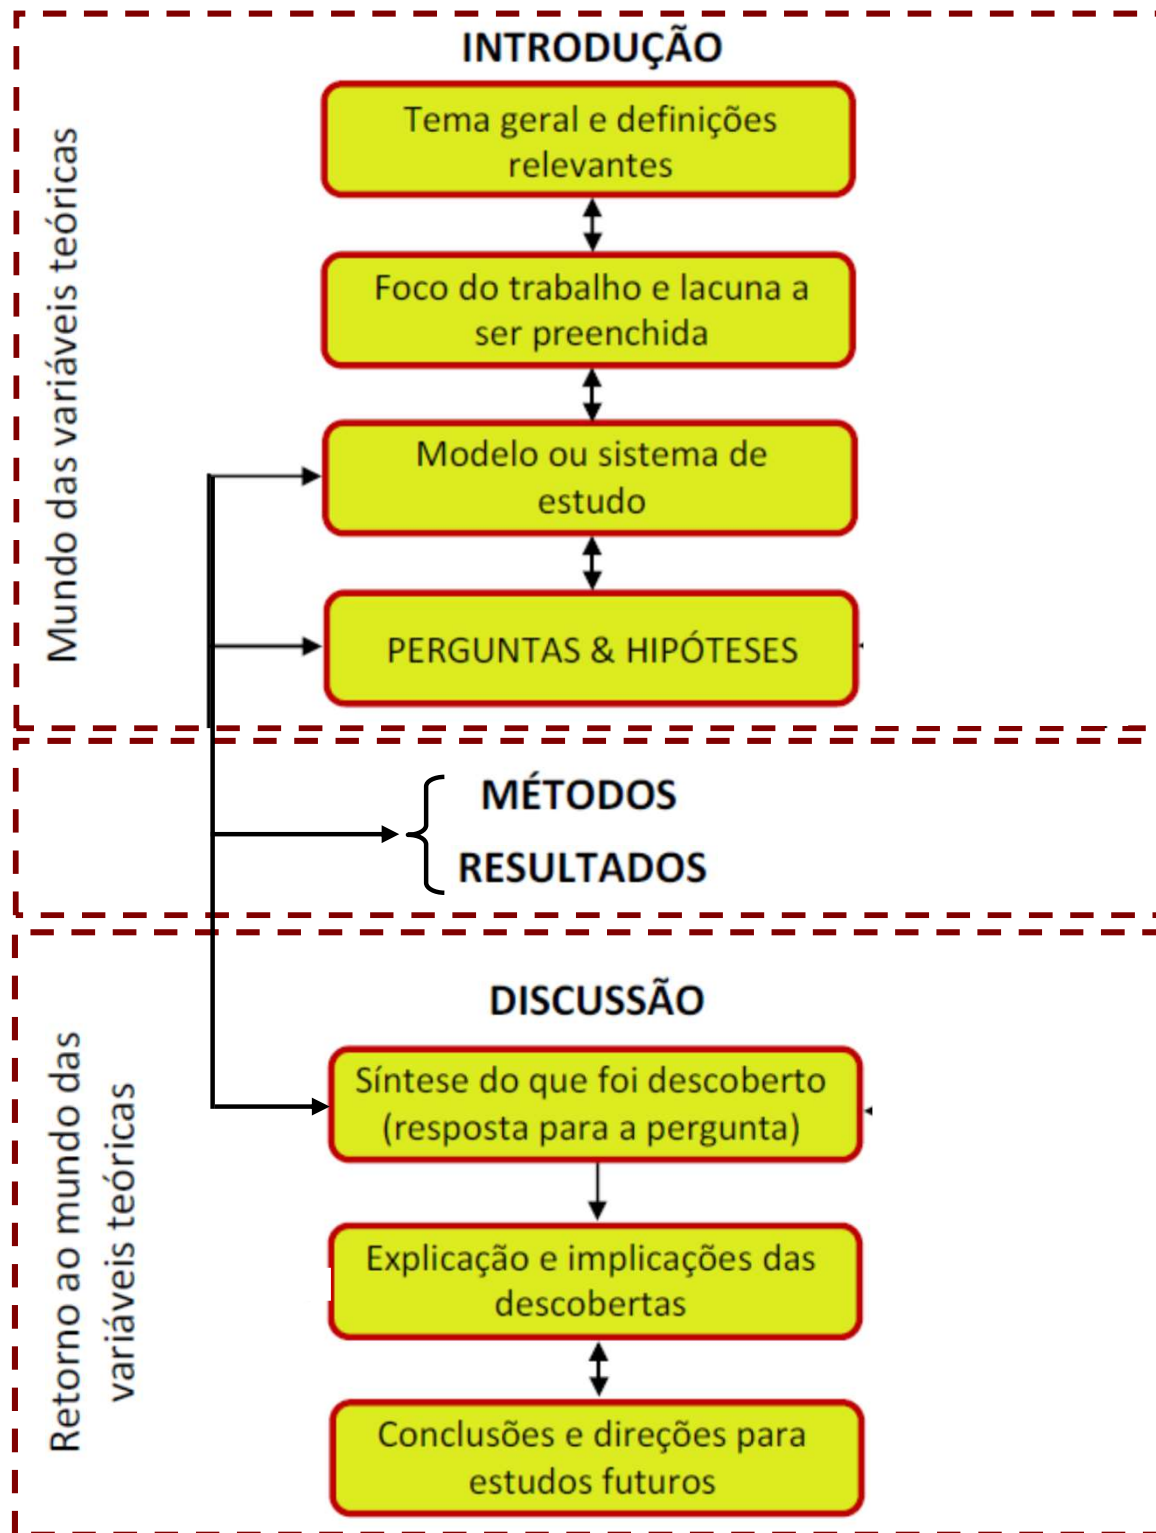 INTRODUÇÃO
Mundo das variáveis teóricas
Tema geral e definições
relevantes
Foco do trabalho e lacuna a
ser preenchida
Modelo ou sistema de
estudo
PERGUNTAS & HIPÓTESES
MÉTODOS
RESULTADOS
DISCUSSÃO
Retorno ao mundo das
variáveis teóricas
Síntese do que foi descoberto
(resposta para a pergunta)
Explicação e implicações das
descobertas
Conclusões e direções para
estudos futuros